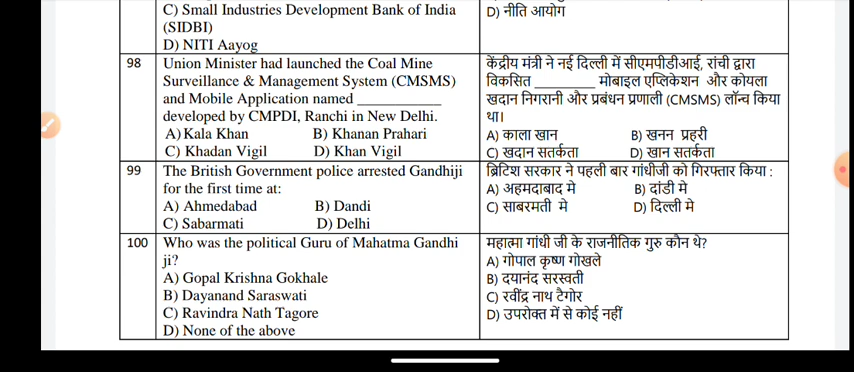 C) Small Industries Development Bank of India
(SIDBI)
D) NITI Aayog
D) नीति आयोग
98
Union Minister had launched the Coal Mine
Surveillance & Management System (CMSMS)
and Mobile Application named ___________
developed by CMPDI, Ranchi in New Delhi.
A) Kala Khan B) Khanan Prahari
C) Khadan Vigil D) Khan Vigil
केंद्रीय मंत्री ने नई दिल्ली में सीएमपीडीआई, रांची द्वारा
विकसित ________ मोबाइल एप्लिकेशन और कोयला
खदान निगरानी और प्रबंधन प्रणाली (CMSMS) लॉन्च किया
था।
A) काला खान B) खनन प्रहरी
C) खदान सतर्कता D) खान सतर्कता
99
The British Government police arrested Gandhiji
for the first time at:
A) Ahmedabad B) Dandi
C) Sabarmati D) Delhi
ब्रिटिश सरकार ने पहली बार गांधीजी को गिरफ्तार किया :
A) अहमदाबाद मे B) दांडी मे
C) साबरमती मे D) दिल्ली मे
100
Who was the political Guru of Mahatma Gandhi
ji?
A) Gopal Krishna Gokhale
B) Dayanand Saraswati
C) Ravindra Nath Tagore
D) None of the above
महात्मा गांधी जी के राजनीतिक गुरु कौन थे?
A) गोपाल कृष्ण गोखले
B) दयानंद सरस्वती
C) रवींद्र नाथ टैगोर
D) उपरोक्त में से कोई नहीं